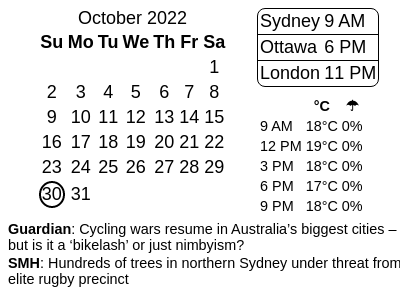 October 2022
Su Mo Tu We Th Fr Sa
1
2 3 4 5 6 7 8
9 10 11 12 13 14 15
16 17 18 19 20 21 22
23 24 25 26 27 28 29
30 31
Sydney 9 AM
Ottawa 6 PM
London 11 PM
°C ☂
9 AM 18°C 0%
12 PM 19°C 0%
3 PM 18°C 0%
6 PM 17°C 0%
9 PM 18°C 0%
Guardian: Cycling wars resume in Australia’s biggest cities –
but is it a ‘bikelash’ or just nimbyism?
SMH: Hundreds of trees in northern Sydney under threat from
elite rugby precinct